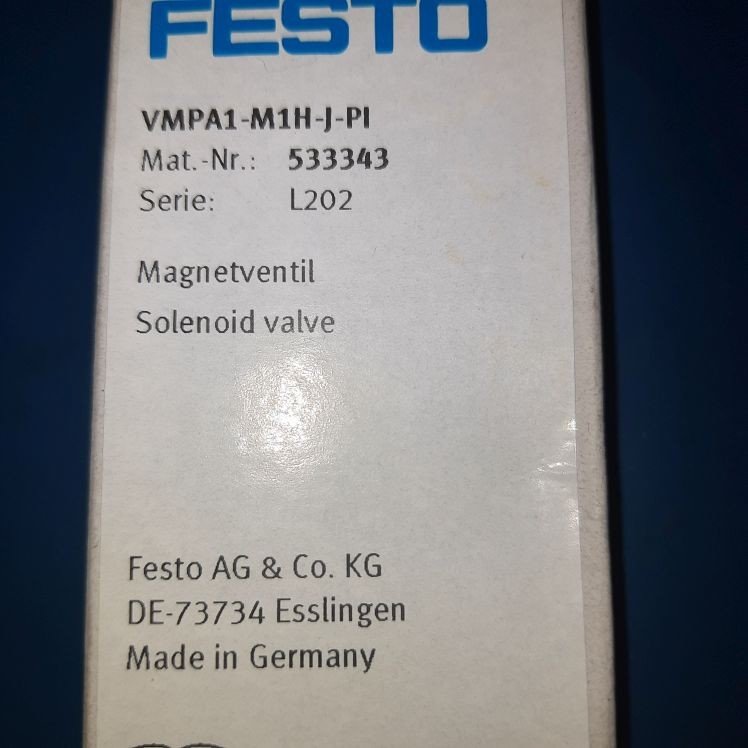 FESTO
VMPA1-M1H-J-PI
Mat.-Nr.: 533343
Serie: L202
Magnetventil
Solenoid valve
Festo AG & Co. KG
DE-73734 Esslingen
Made in Germany